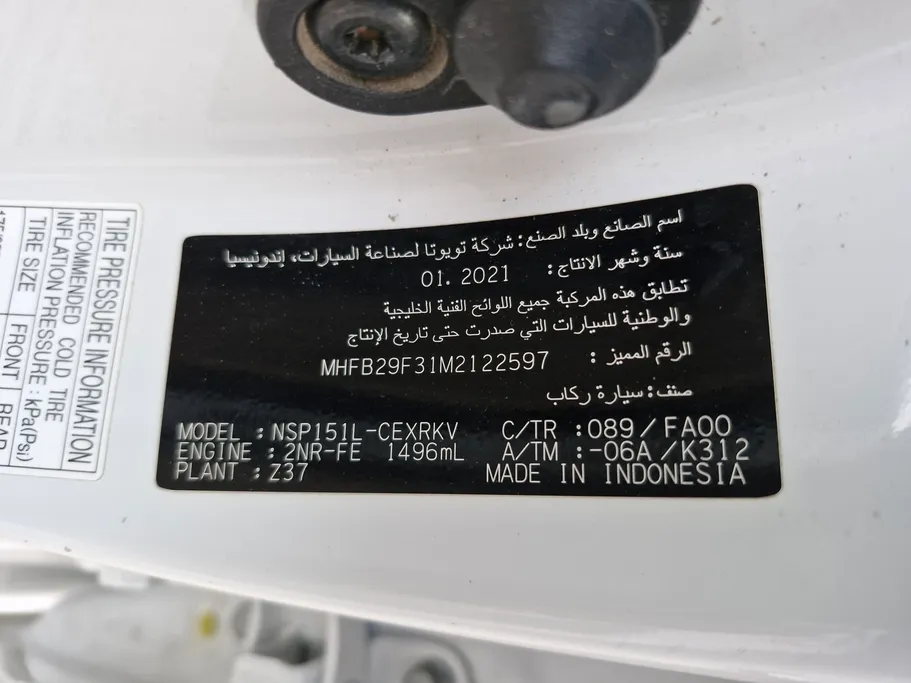 اسم الصانع وبلد الصنع: شركة تويوتا لصناعة السيارات، إندونيسيا
سنة وشهر الانتاج: 01. 2021
تطابق هذه المركبة جميع اللوائح الفنية الخليجية
والوطنية للسيارات التي صدرت حتى تاريخ الإنتاج
الرقم المميز: MHFB29F31M2122597
صنف: سيارة ركاب
MODEL : NSP151L-CEXRKV C/TR :089/FA00
ENGINE : 2NR-FE 1496mL A/TM :-06A/K312
PLANT : Z37 MADE IN INDONESIA
TIRE PRESSURE INFORMATION
RECOMMENDED COLD TIRE
INFLATION PRESSURE : kPa(Psi)
TIRE SIZE
FRONT
REAR